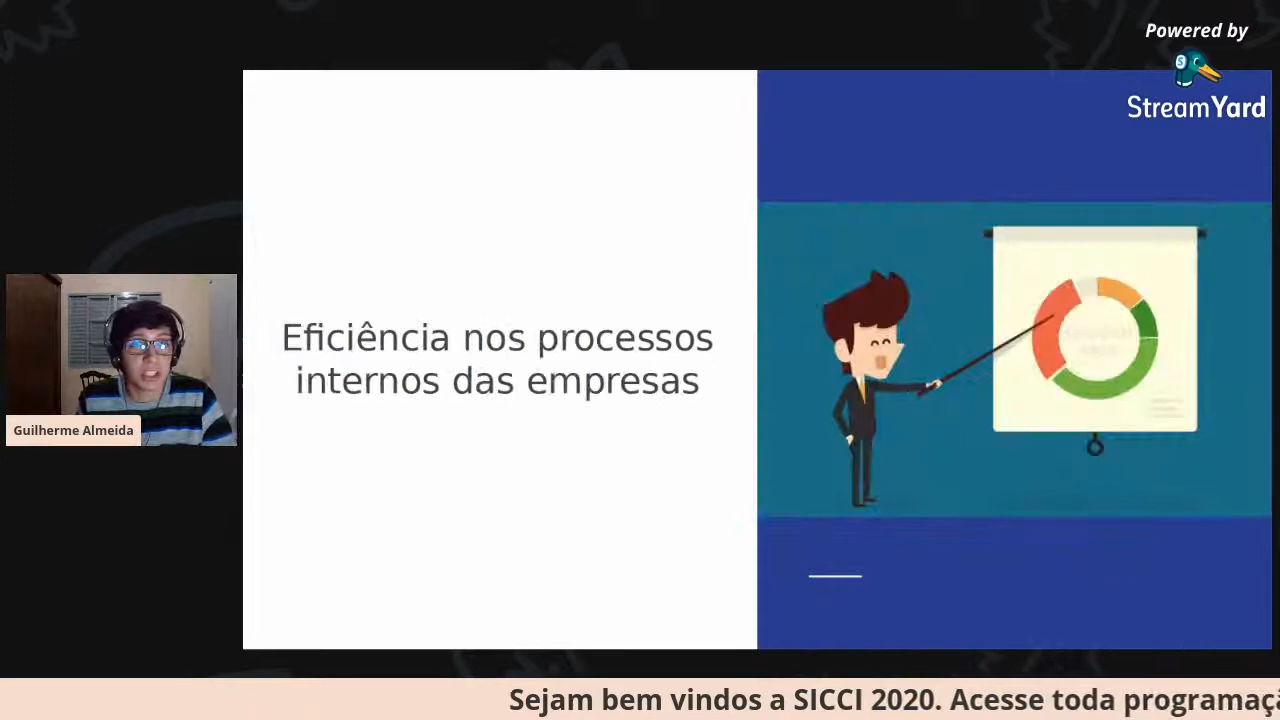 Powered by
StreamYard
Eficiência nos processos
internos das empresas
Guilherme Almeida
Sejam bem vindos a SICCI 2020. Acesse toda programaç